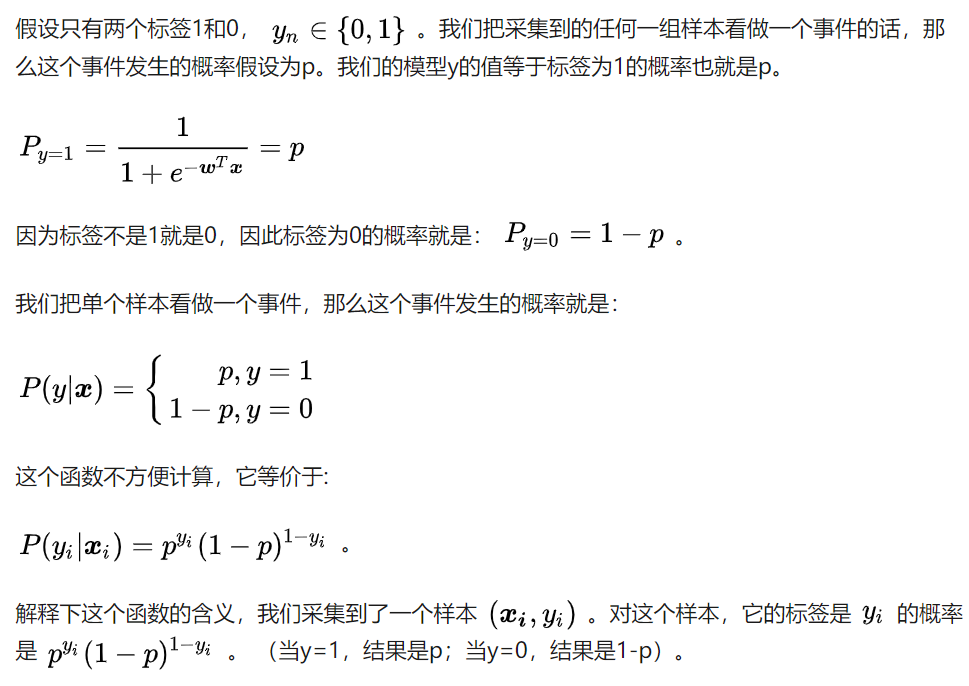 假设只有两个标签1和0， $y_n \in \{0, 1\}$ 。我们把采集到的任何一组样本看做一个事件的话，那
么这个事件发生的概率假设为p。我们的模型y的值等于标签为1的概率也就是p。
$P_{y=1} = \frac{1}{1+e^{-\boldsymbol{w}^T\boldsymbol{x}}} = p$
因为标签不是1就是0，因此标签为0的概率就是： $P_{y=0} = 1 - p$ 。
我们把单个样本看做一个事件，那么这个事件发生的概率就是：
$P(y|\boldsymbol{x}) = \left\{ \begin{aligned} p, y = 1 \\ 1 - p, y = 0 \end{aligned} \right.$
这个函数不方便计算，它等价于:
$P(y_i|\boldsymbol{x}_i) = p^{y_i}(1-p)^{1-y_i}$ 。
解释下这个函数的含义，我们采集到了一个样本 $(\boldsymbol{x_i}, y_i)$ 。对这个样本，它的标签是 $y_i$ 的概率
是 $p^{y_i}(1-p)^{1-y_i}$ 。 （当y=1，结果是p；当y=0，结果是1-p）。